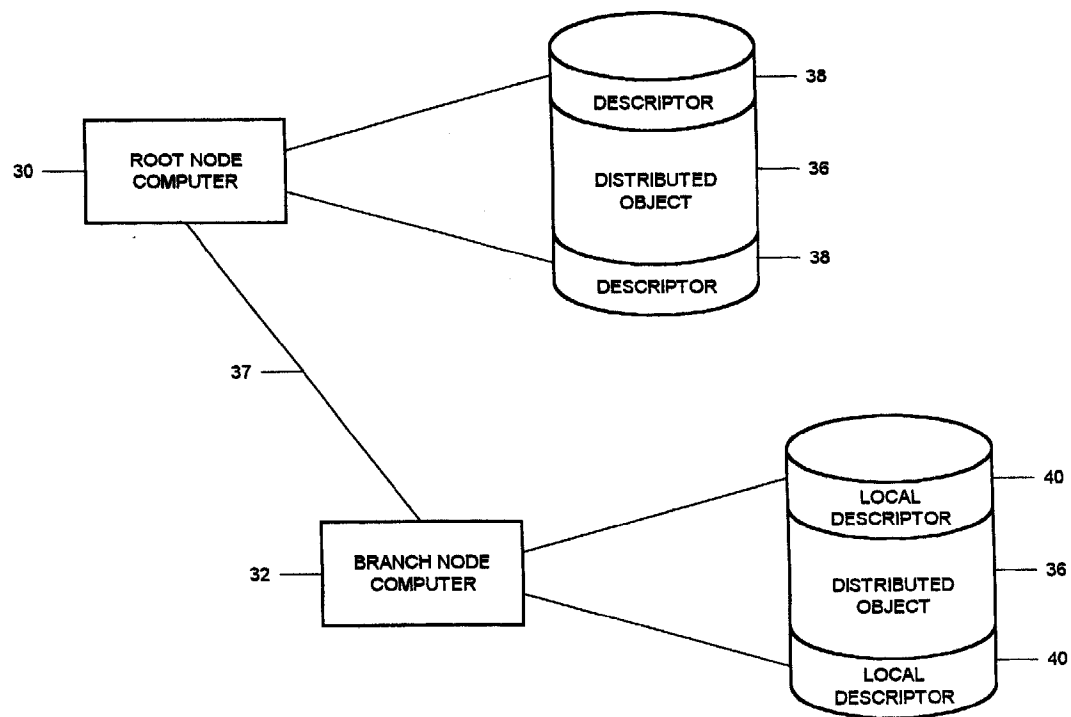 DESCRIPTOR
38
30
ROOT NODE
COMPUTER
DISTRIBUTED
OBJECT
36
DESCRIPTOR
38
37
LOCAL
DESCRIPTOR
40
32
BRANCH NODE
COMPUTER
DISTRIBUTED
OBJECT
36
LOCAL
DESCRIPTOR
40